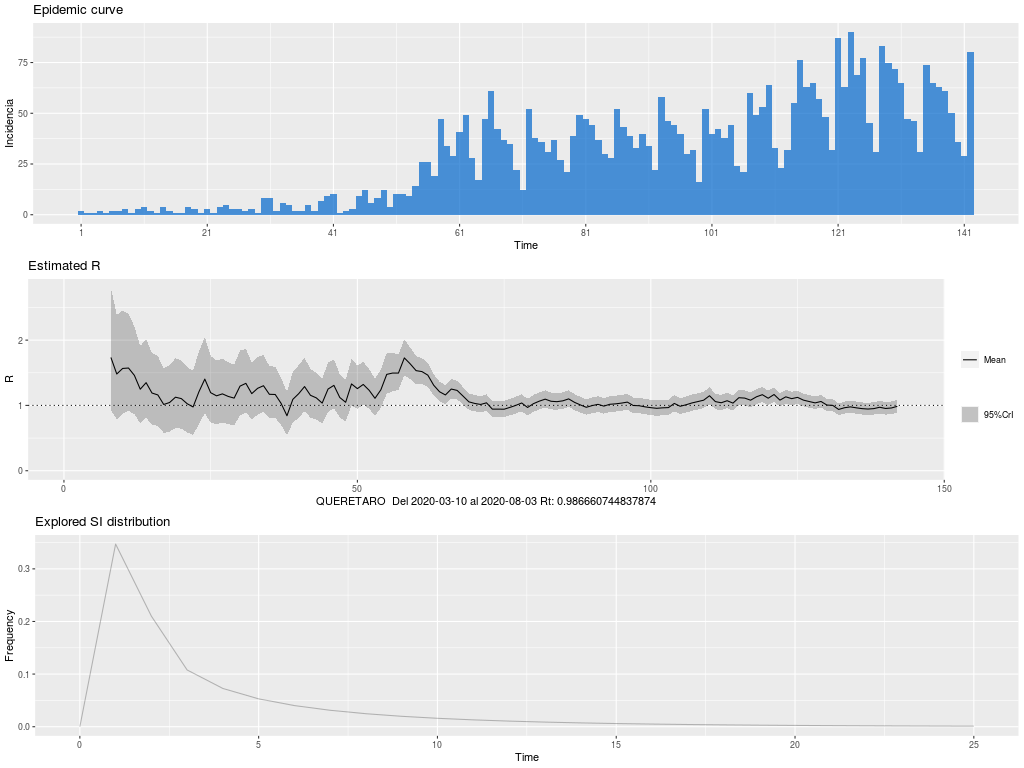 Epidemic curve
75
50
25
0
Incidencia
1 21 41 61 81 101 121 141
Time
Estimated R
2
1
0
R
0 50 100 150
QUERETARO Del 2020-03-10 al 2020-08-03 Rt: 0.986660744837874
Mean
95%CrI
Explored SI distribution
0.3
0.2
0.1
0.0
Frequency
0 5 10 15 20 25
Time